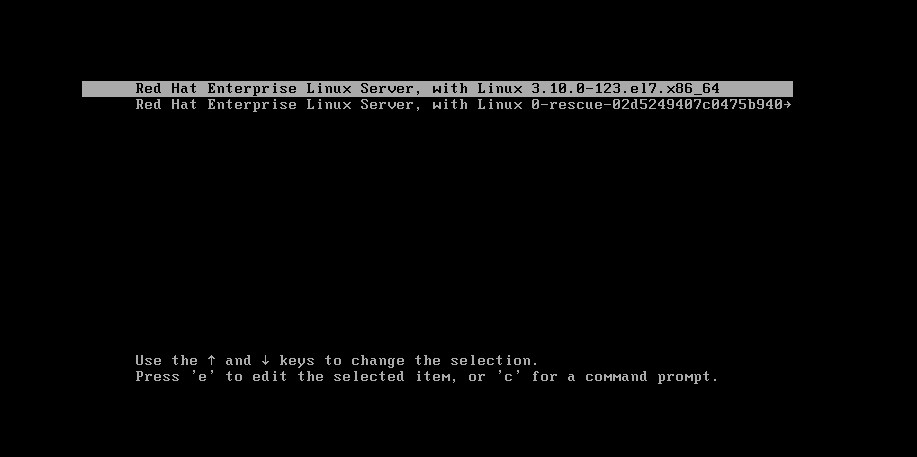 Red Hat Enterprise Linux Server, with Linux 3.10.0-123.el7.x86_64
Red Hat Enterprise Linux Server, with Linux 0-rescue-02d5249407c0475b940→
Use the ↑ and ↓ keys to change the selection.
Press 'e' to edit the selected item, or 'c' for a command prompt.